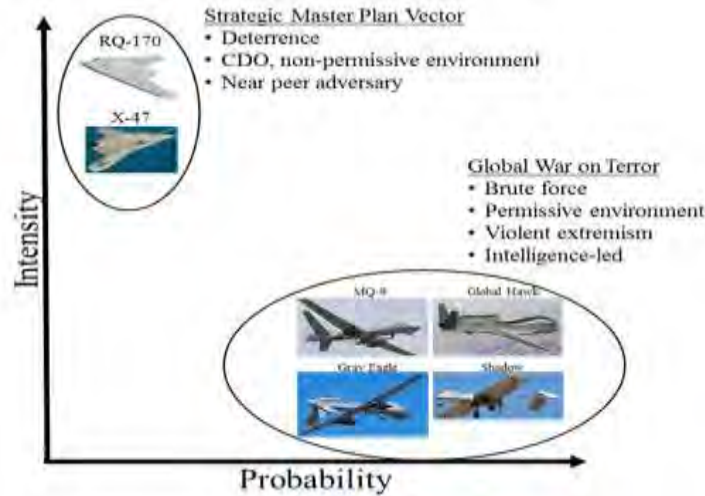 Strategic Master Plan Vector
• Deterrence
• CDO, non-permissive environment
• Near peer adversary
RQ-170
X-47
Global War on Terror
• Brute force
• Permissive environment
• Violent extremism
• Intelligence-led
MQ-9
Global Hawk
Gray Eagle
Shadow
Intensity
Probability